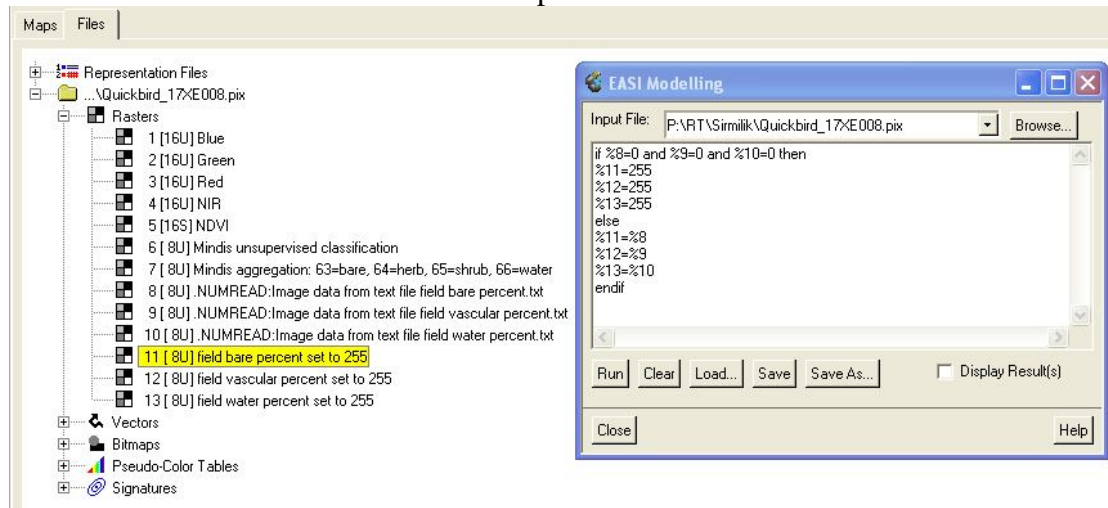 Maps Files
Representation Files
...\Quickbird_17XE008.pix
Rasters
1 [16U] Blue
2 [16U] Green
3 [16U] Red
4 [16U] NIR
5 [16S] NDVI
6 [ 8U] Mindis unsupervised classification
7 [ 8U] Mindis aggregation: 63=bare, 64=herb, 65=shrub, 66=water
8 [ 8U] .NUMREAD:Image data from text file field bare percent.txt
9 [ 8U] .NUMREAD:Image data from text file field vascular percent.txt
10 [ 8U] .NUMREAD:Image data from text file field water percent.txt
11 [ 8U] field bare percent set to 255
12 [ 8U] field vascular percent set to 255
13 [ 8U] field water percent set to 255
Vectors
Bitmaps
Pseudo-Color Tables
Signatures
EASI Modelling
Input File: P:\RT\Sirmilik\Quickbird_17XE008.pix Browse...
if %8=0 and %9=0 and %10=0 then
%11=255
%12=255
%13=255
else
%11=%8
%12=%9
%13=%10
endif
Run Clear Load... Save Save As... Display Result(s)
Close Help